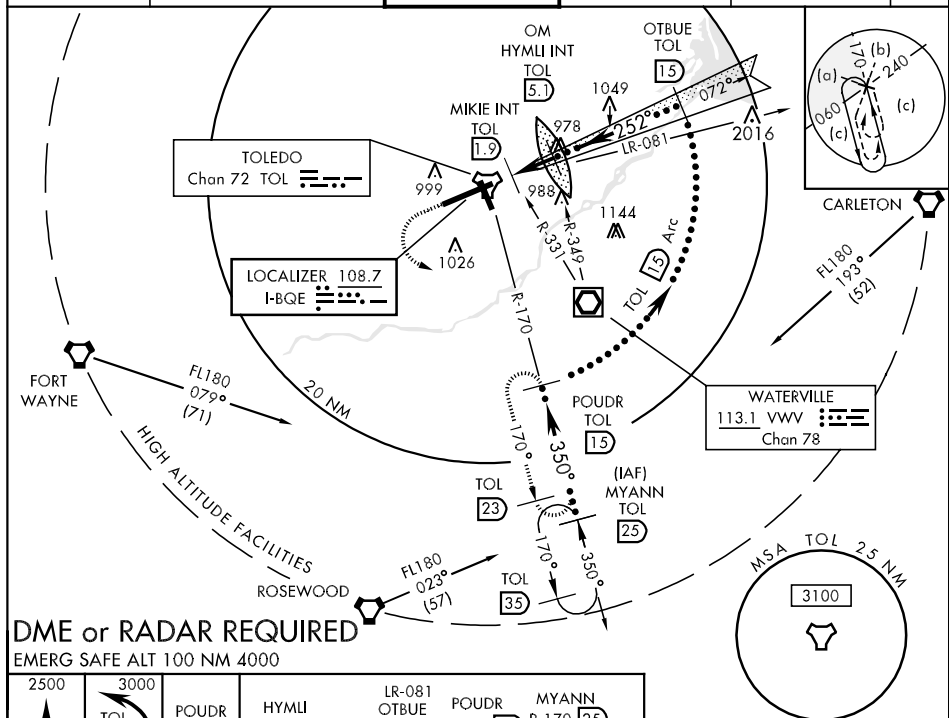 OM
HYMLI INT
TOL
5.1
OTBUE
TOL
15
MIKIE INT
TOL
1.9
1049
072°
978
252°
LR-081
2016
170
(b)
240
(a)
060
(c)
(c)
TOLEDO
Chan 72 TOL
999
988
1144
1026
R-331
R-349
CARLETON
FL180
193°
(52)
LOCALIZER 108.7
I-BQE
TOL 15 Arc
R-170
FORT
WAYNE
FL180
079°
(71)
20 NM
WATERVILLE
113.1 VWV
Chan 78
POUDR
TOL
15
170°
350°
HIGH ALTITUDE FACILITIES
TOL
23
(IAF)
MYANN
TOL
25
170°
350°
TOL
35
ROSEWOOD
FL180
023°
(57)
MSA TOL 25 NM
3100
DME or RADAR REQUIRED
EMERG SAFE ALT 100 NM 4000
2500
3000
TOL
POUDR
HYMLI
LR-081
OTBUE
POUDR
MYANN
R-170 25